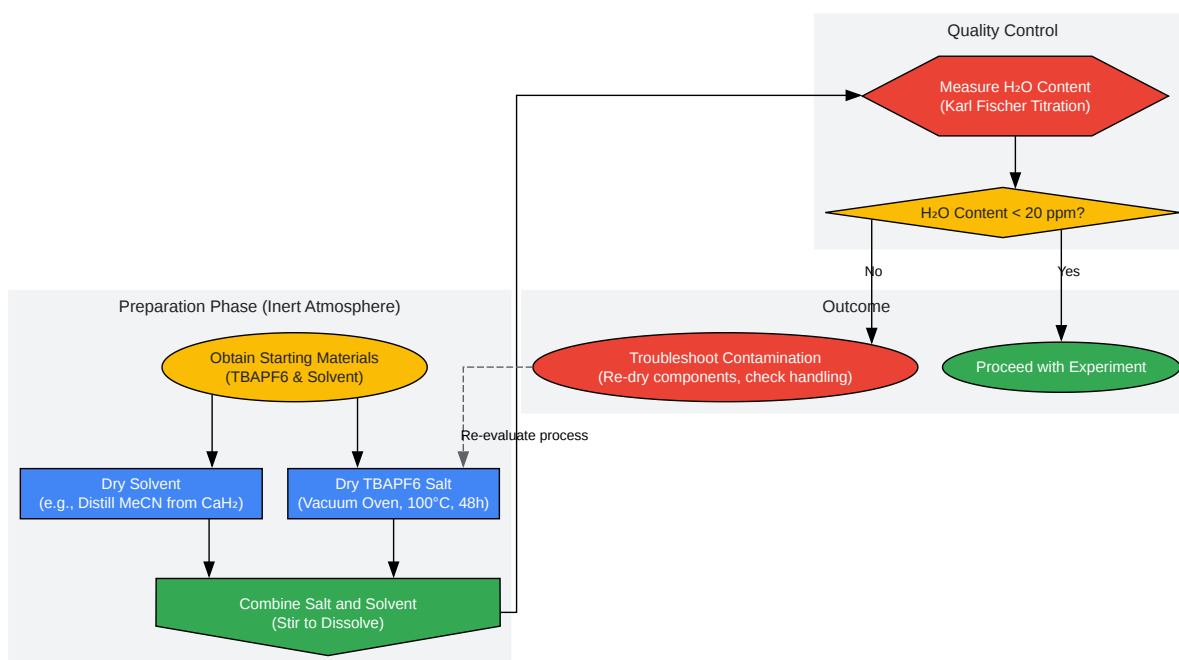 Quality Control
Measure H₂O Content
(Karl Fischer Titration)
H₂O Content < 20 ppm?
No
Yes
Preparation Phase (Inert Atmosphere)
Outcome
Obtain Starting Materials
(TBAPF6 & Solvent)
Troubleshoot Contamination
(Re-dry components, check handling)
Proceed with Experiment
Re-evaluate process
Dry Solvent
(e.g., Distill MeCN from CaH₂)
Dry TBAPF6 Salt
(Vacuum Oven, 100°C, 48h)
Combine Salt and Solvent
(Stir to Dissolve)